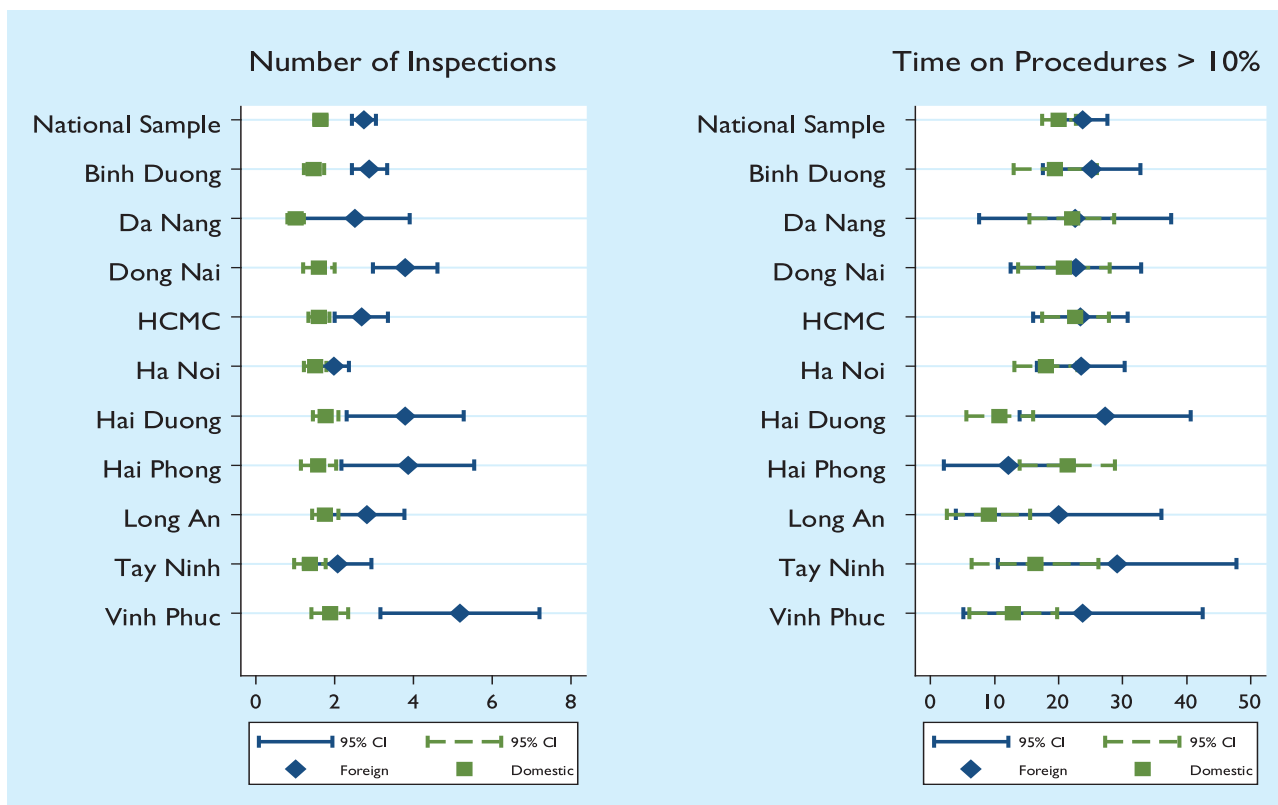 Number of Inspections
National Sample
Binh Duong
Da Nang
Dong Nai
HCMC
Ha Noi
Hai Duong
Hai Phong
Long An
Tay Ninh
Vinh Phuc
0 2 4 6 8
95% CI 95% CI
Foreign Domestic
Time on Procedures > 10%
National Sample
Binh Duong
Da Nang
Dong Nai
HCMC
Ha Noi
Hai Duong
Hai Phong
Long An
Tay Ninh
Vinh Phuc
0 10 20 30 40 50
95% CI 95% CI
Foreign Domestic